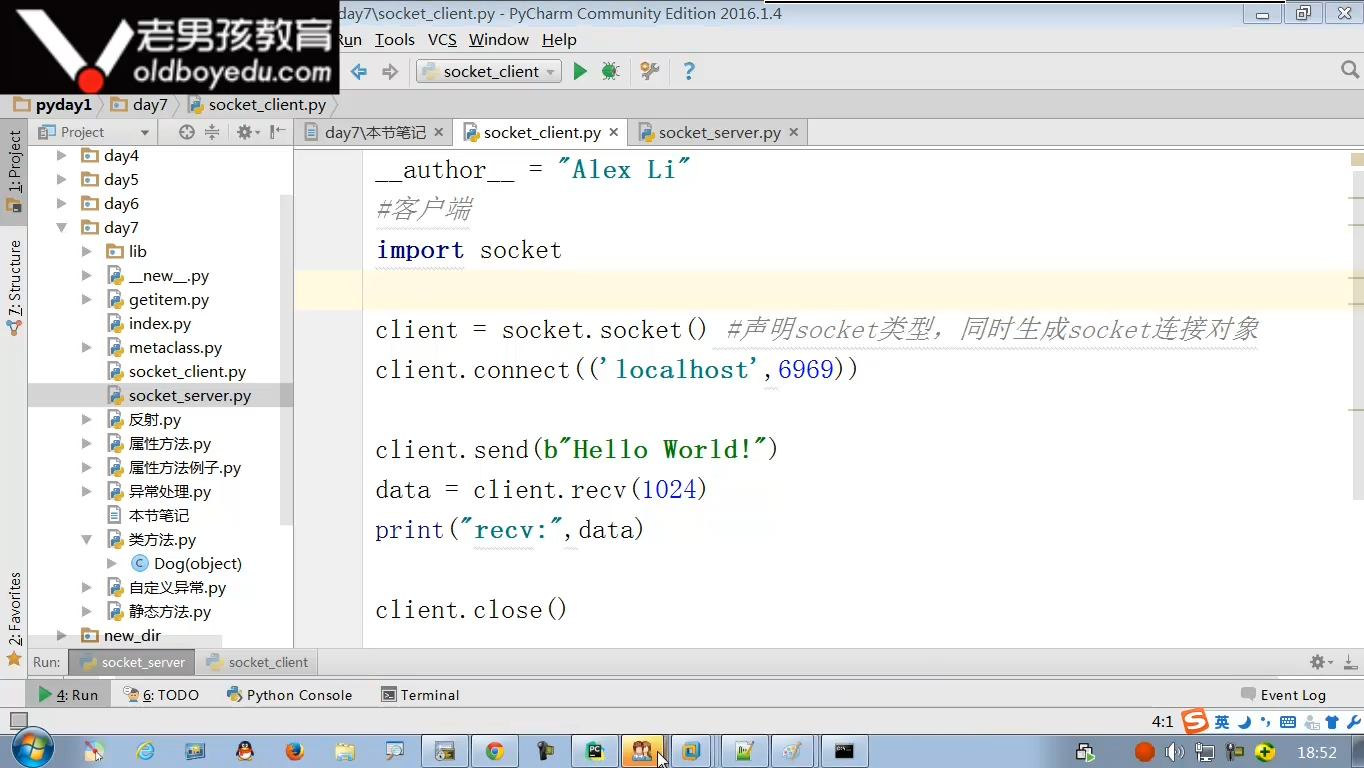 day7\socket_client.py - PyCharm Community Edition 2016.1.4
老男孩教育
oldboyedu.com
Run Tools VCS Window Help
socket_client
pyday1 day7 socket_client.py
Project
day7\本节笔记 socket_client.py socket_server.py
1: Project
7: Structure
2: Favorites
day4
day5
day6
day7
lib
__new__.py
getitem.py
index.py
metaclass.py
socket_client.py
socket_server.py
反射.py
属性方法.py
属性方法例子.py
异常处理.py
本节笔记
类方法.py
Dog(object)
自定义异常.py
静态方法.py
new_dir
__author__ = "Alex Li"
#客户端
import socket
client = socket.socket() #声明socket类型，同时生成socket连接对象
client.connect(('localhost',6969))
client.send(b"Hello World!")
data = client.recv(1024)
print("recv:",data)
client.close()
Run: socket_server socket_client
4: Run 6: TODO Python Console Terminal Event Log
4:1
英
18:52